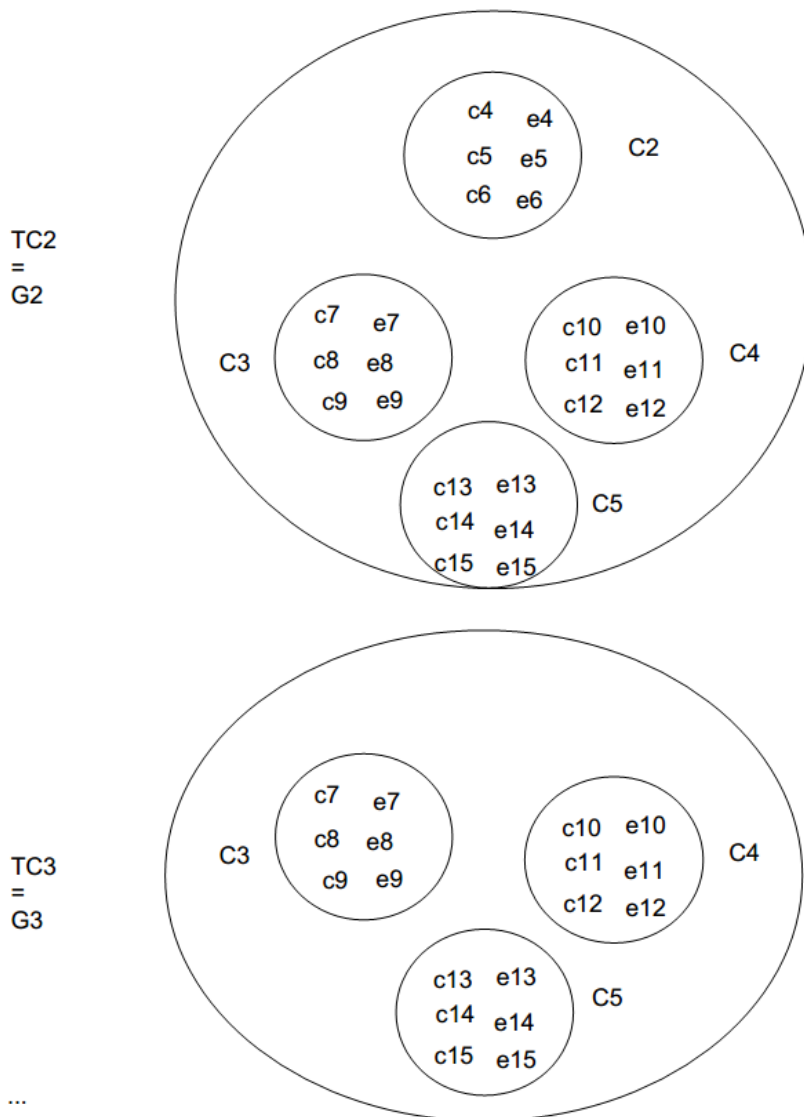 c4 e4
c5 e5
c6 e6
C2
TC2
=
G2
c7 e7
c8 e8
c9 e9
C3
c10 e10
c11 e11
c12 e12
C4
c13 e13
c14 e14
c15 e15
C5
TC3
=
G3
c7 e7
c8 e8
c9 e9
C3
c10 e10
c11 e11
c12 e12
C4
c13 e13
c14 e14
c15 e15
C5
...